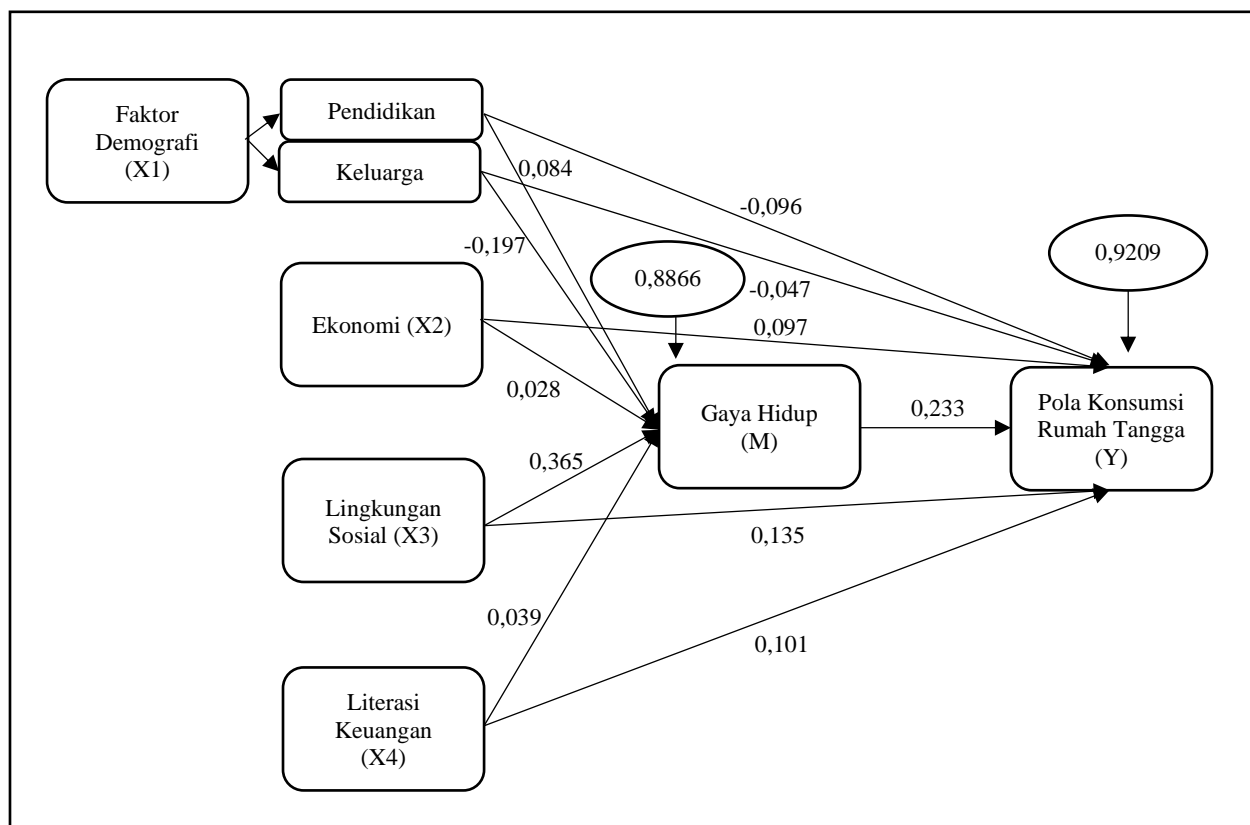 Faktor
Demografi
(X1)
Pendidikan
Keluarga
0,084
-0,096
-0,197
0,8866
0,9209
-0,047
Ekonomi (X2)
0,097
0,028
Gaya Hidup
(M)
0,233
Pola Konsumsi
Rumah Tangga
(Y)
0,365
Lingkungan
Sosial (X3)
0,135
0,039
0,101
Literasi
Keuangan
(X4)